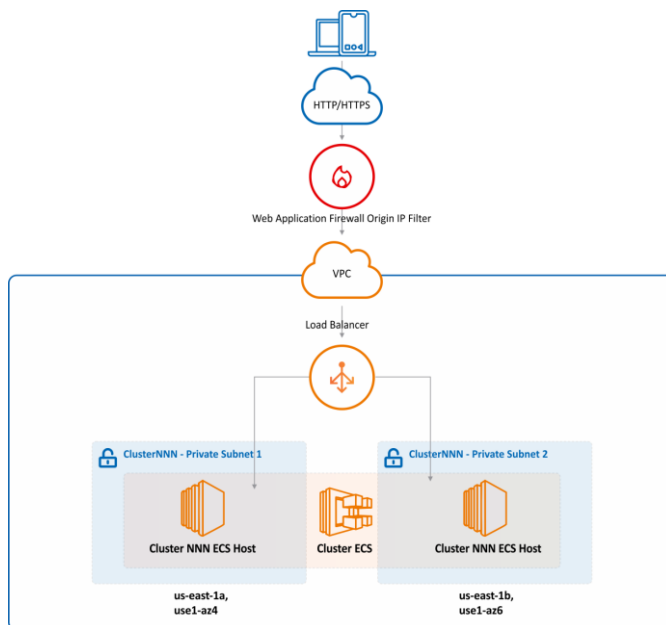 HTTP/HTTPS
Web Application Firewall Origin IP Filter
VPC
Load Balancer
ClusterNNN - Private Subnet 1
ClusterNNN - Private Subnet 2
Cluster NNN ECS Host
Cluster ECS
Cluster NNN ECS Host
us-east-1a,
use1-az4
us-east-1b,
use1-az6